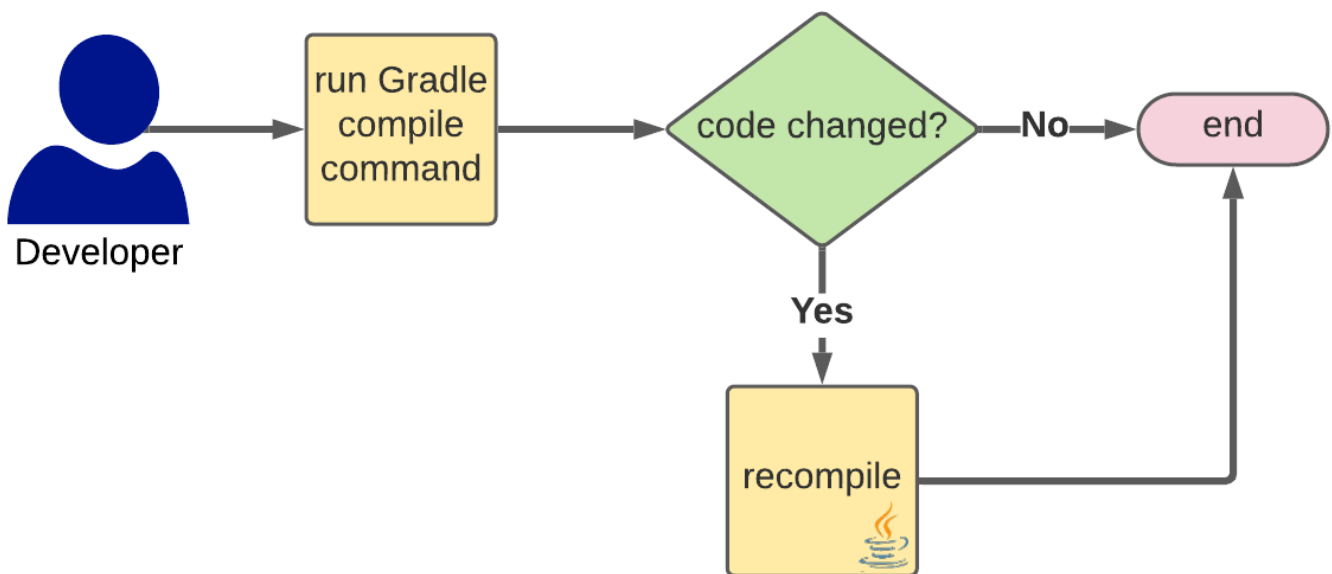 Developer
run Gradle
compile
command
code changed?
No
end
Yes
recompile